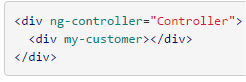 <div ng-controller="Controller">
  <div my-customer></div>
</div>